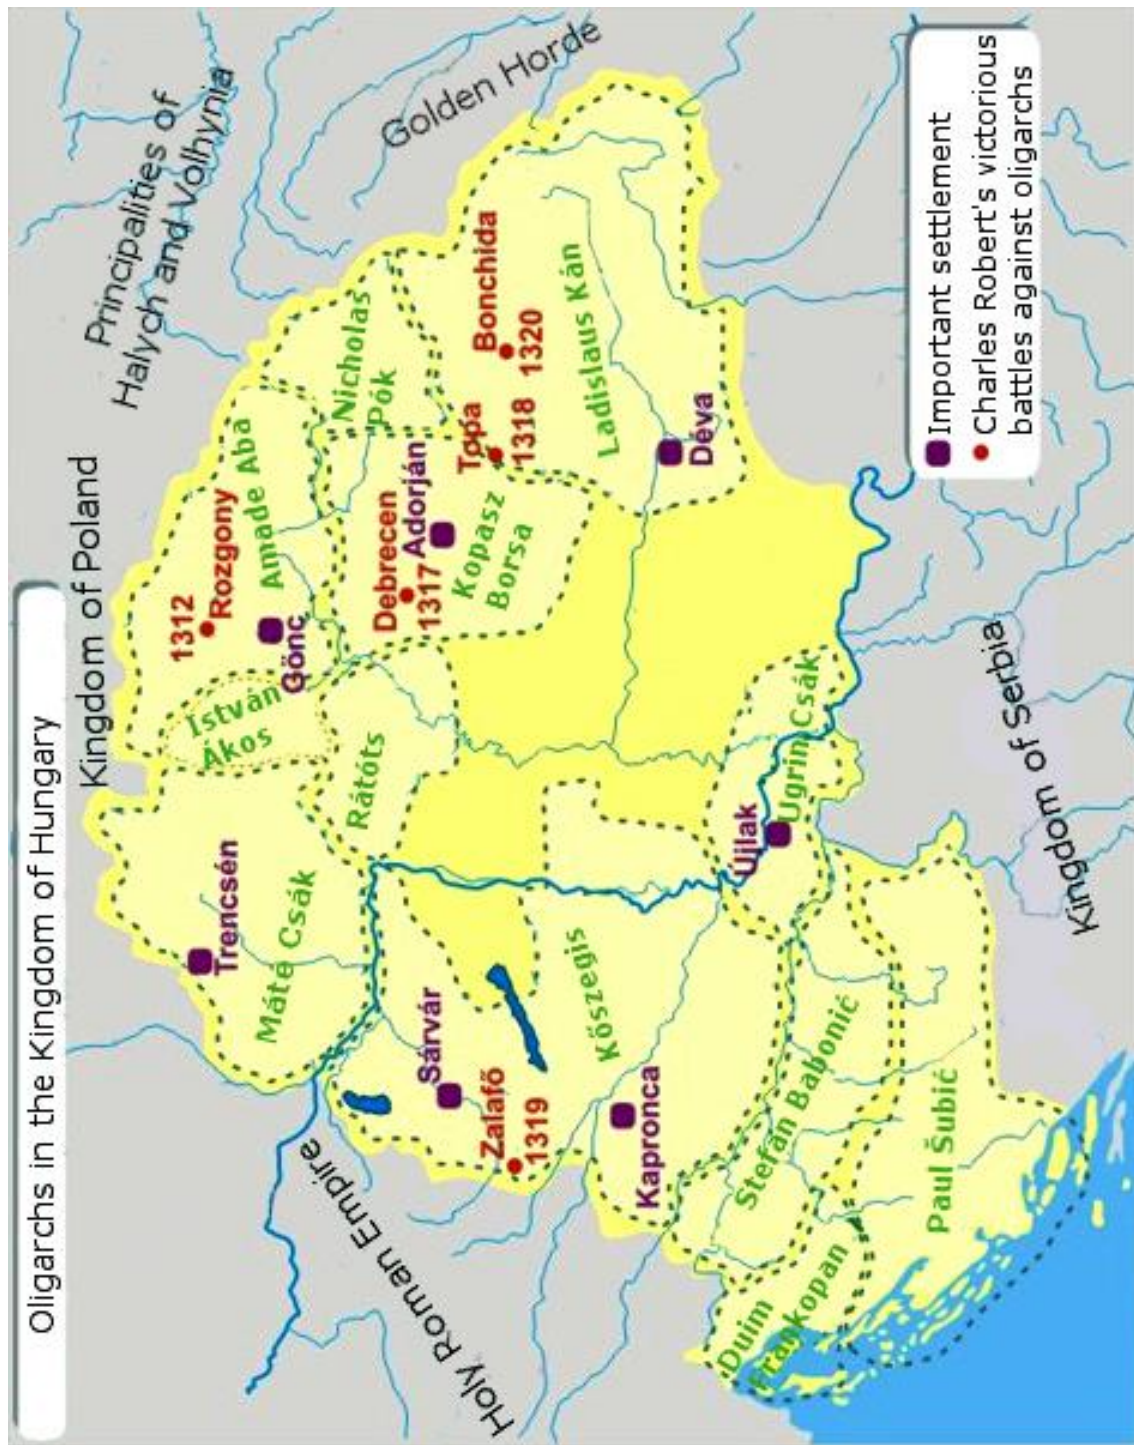 Oligarchs in the Kingdom of Hungary
Kingdom of Poland
Principalities of
Halych and Volhynia
Golden Horde
Holy Roman Empire
Kingdom of Serbia
Trencsén
Máté Csák
István
Ákos
1312
Rozgony
Amade Aba
Gönc
Nicholas
Pók
Rátóts
Debrecen
1317
Adorján
Kopasz
Borsa
Topa
1318
Bonchida
1320
Ladislaus Kán
Déva
Sárvár
Zalafő
1319
Kőszegis
Kapronca
Ujlak
Ugrin Csák
Stefan Babonić
Paul Šubić
Duim
Frankopan
Important settlement
Charles Robert's victorious
battles against oligarchs